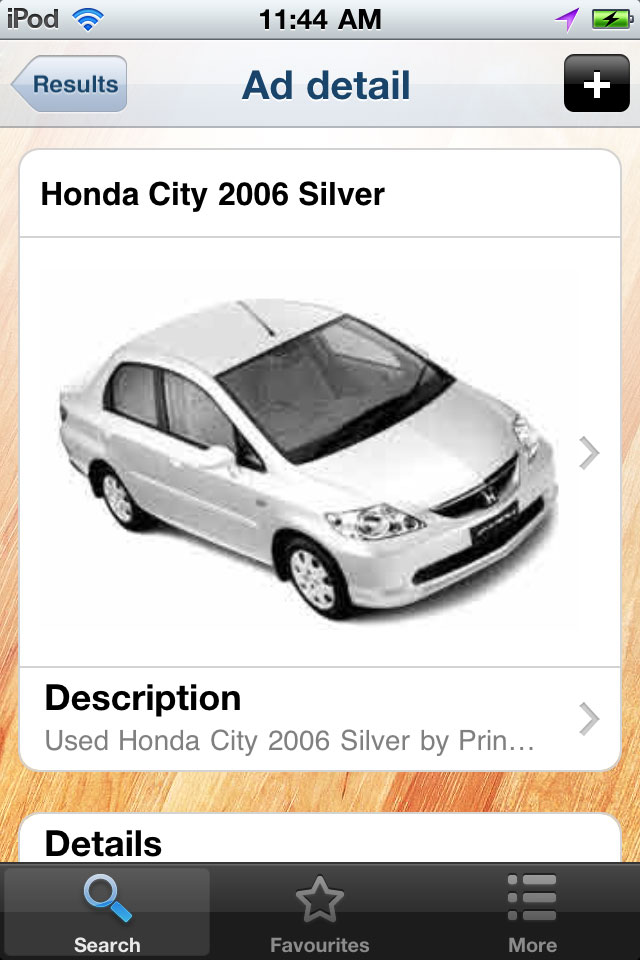 iPod 11:44 AM
Results Ad detail +
Honda City 2006 Silver
Description
Used Honda City 2006 Silver by Prin…
Details
Search Favourites More